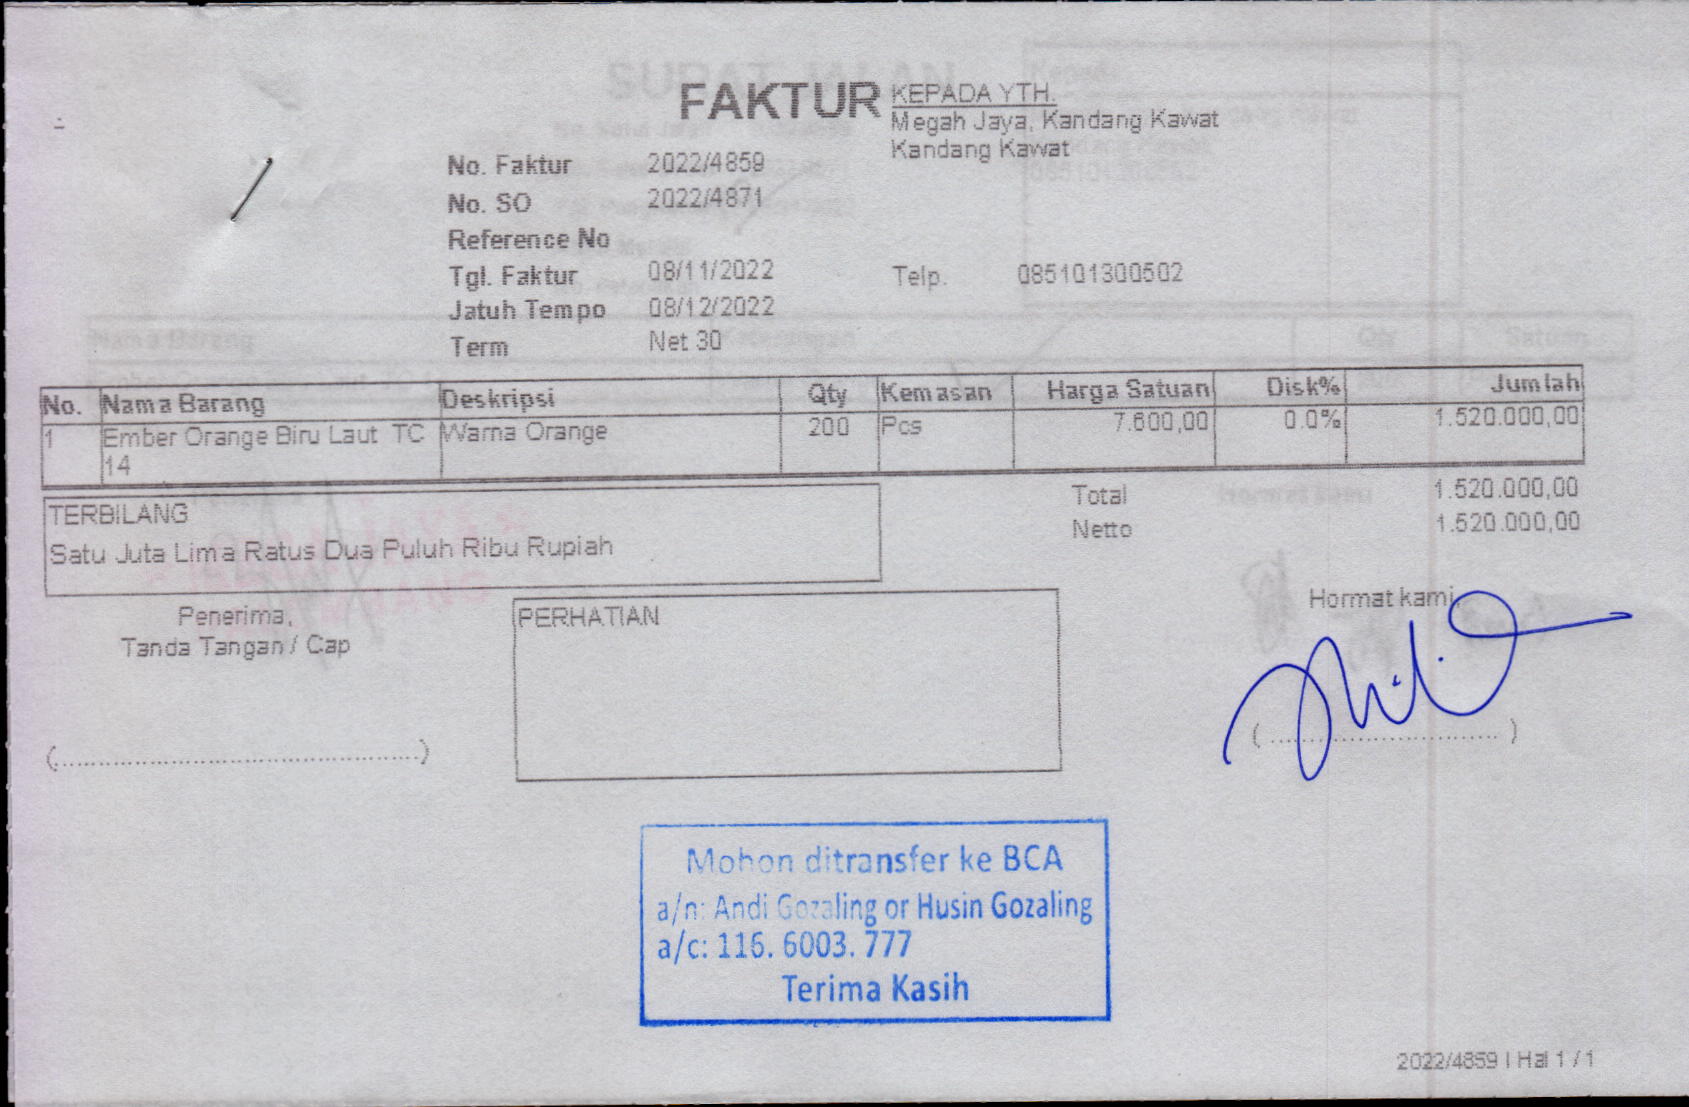 FAKTUR
KEPADA YTH.
Megah Jaya, Kandang Kawat
Kandang Kawat
No. Faktur 2022/4859
No. SO 2022/4871
Reference No
Tgl. Faktur 08/11/2022 Telp. 085101300502
Jatuh Tempo 08/12/2022
Term Net 30
No. Nama Barang Deskripsi Qty Kemasan Harga Satuan Disk% Jumlah
1 Ember Orange Biru Laut TC Warna Orange 200 Pcs 7.600,00 0.0% 1.520.000,00
14
Total 1.520.000,00
TERBILANG
Netto 1.520.000,00
Satu Juta Lima Ratus Dua Puluh Ribu Rupiah
Penerima,
Tanda Tangan / Cap
PERHATIAN
Hormat kami,
(................................................)
( .............................. )
Mohon ditransfer ke BCA
a/n: Andi Gozaling or Husin Gozaling
a/c: 116. 6003. 777
Terima Kasih
2022/4859 | Hal 1 / 1